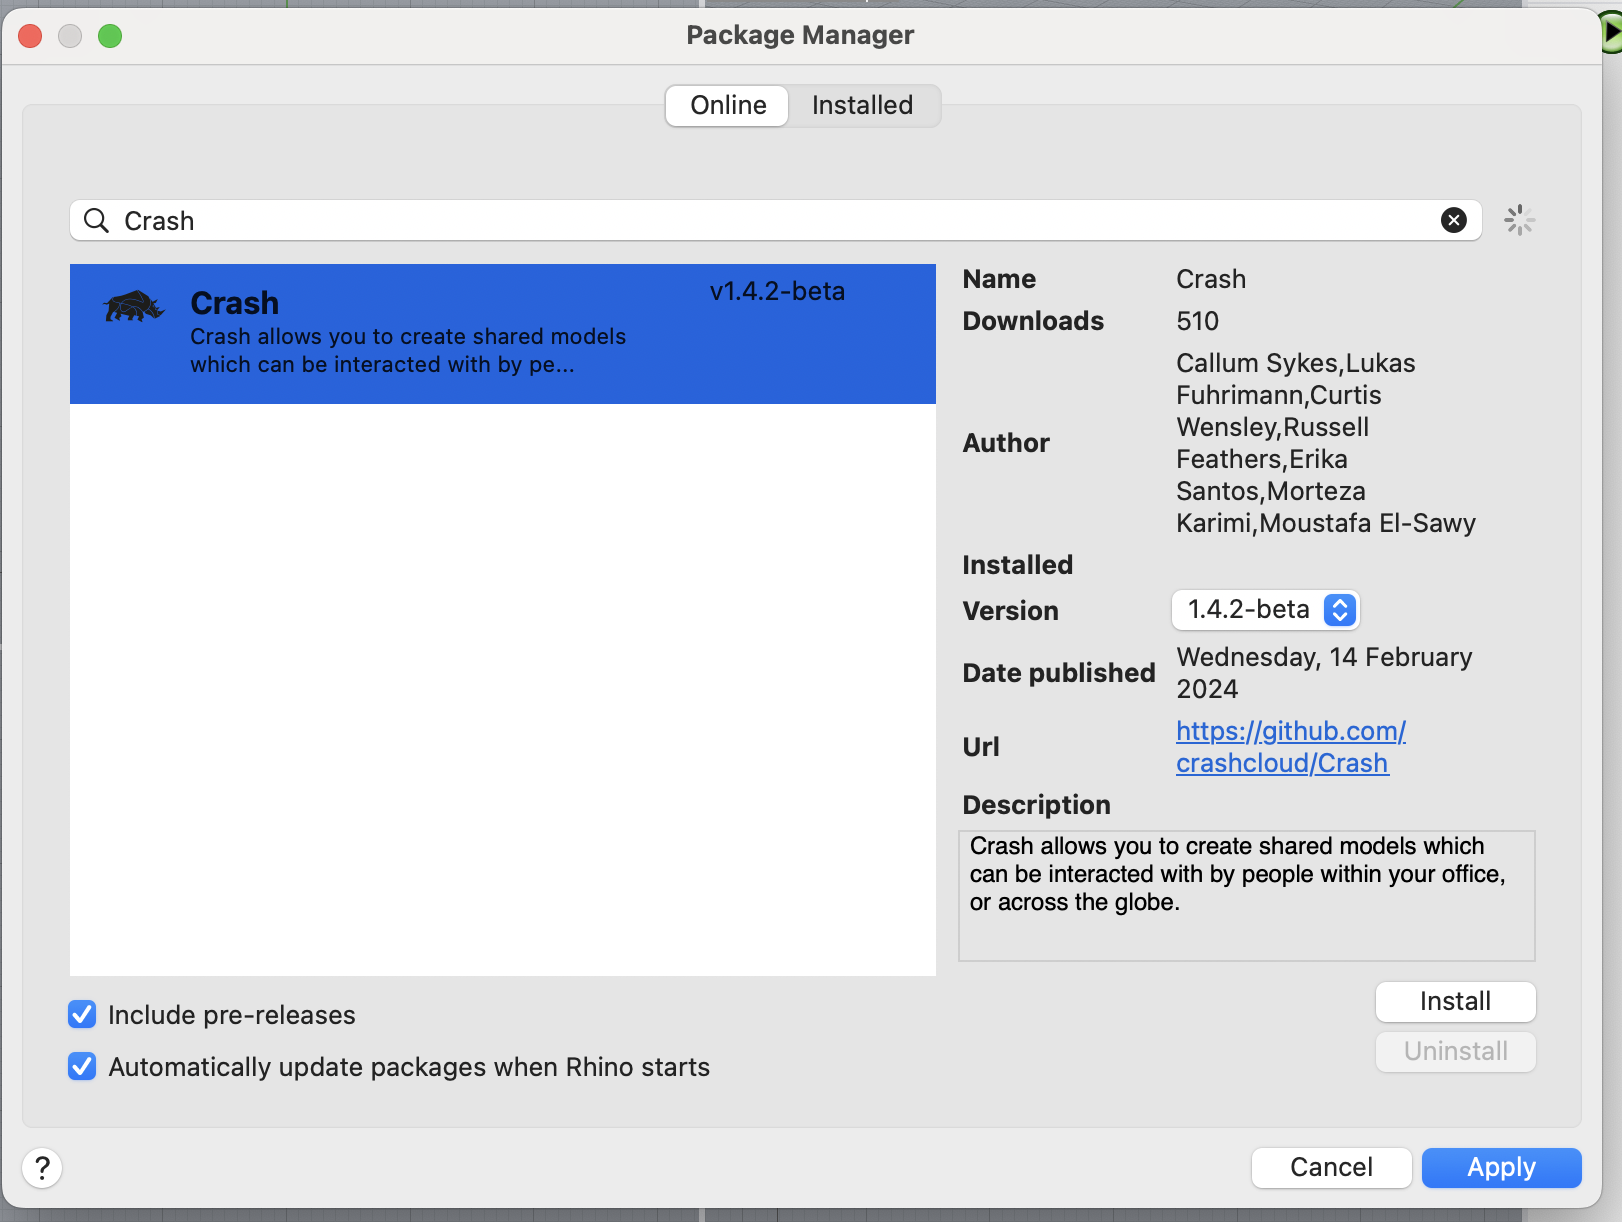 Package Manager
Online
Installed
Crash
Crash
v1.4.2-beta
Crash allows you to create shared models
which can be interacted with by pe...
Name
Crash
Downloads
510
Author
Callum Sykes,Lukas
Fuhrimann,Curtis
Wensley,Russell
Feathers,Erika
Santos,Morteza
Karimi,Moustafa El-Sawy
Installed
Version
1.4.2-beta
Date published
Wednesday, 14 February
2024
Url
https://github.com/
crashcloud/Crash
Description
Crash allows you to create shared models which
can be interacted with by people within your office,
or across the globe.
Include pre-releases
Automatically update packages when Rhino starts
Install
Uninstall
?
Cancel
Apply